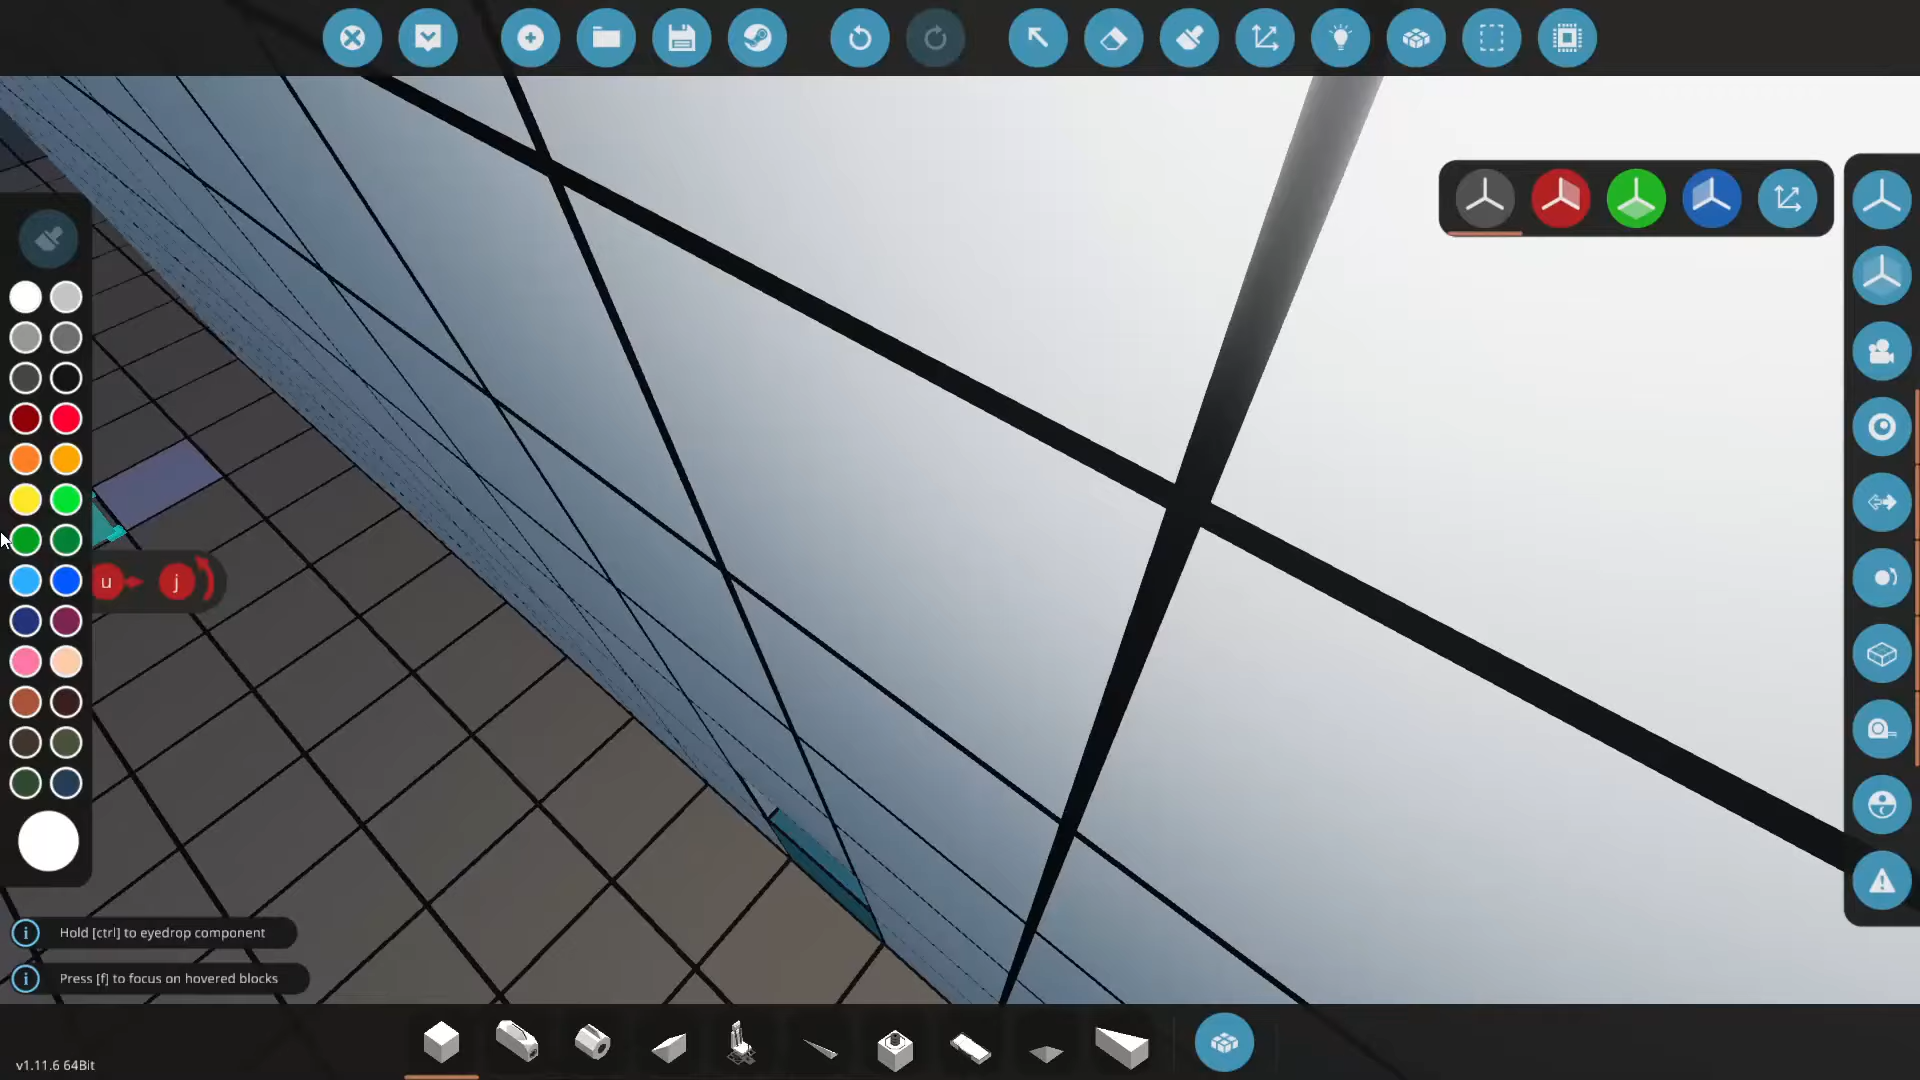 u j
Hold [ctrl] to eyedrop component
Press [f] to focus on hovered blocks
v1.11.6 64Bit